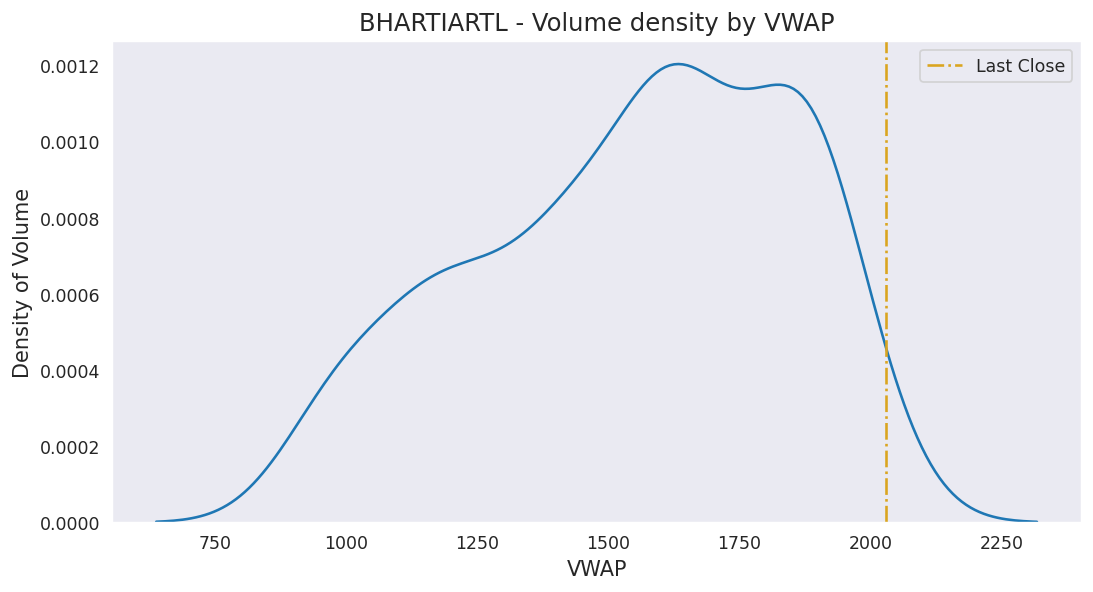 BHARTIARTL - Volume density by VWAP
Last Close
Density of Volume
0.0012
0.0010
0.0008
0.0006
0.0004
0.0002
0.0000
750 1000 1250 1500 1750 2000 2250
VWAP